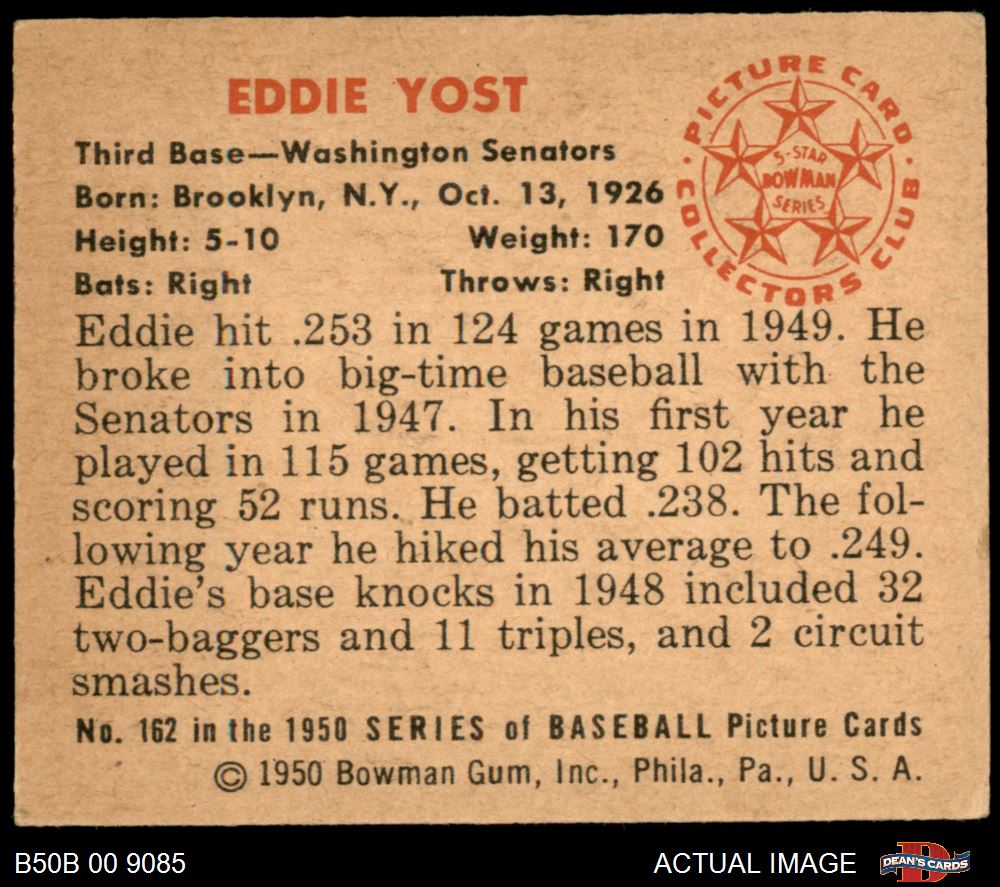 EDDIE YOST
Third Base—Washington Senators
Born: Brooklyn, N.Y., Oct. 13, 1926
Height: 5-10 Weight: 170
Bats: Right Throws: Right
PICTURE CARD
COLLECTORS CLUB
5-STAR
BOWMAN
SERIES
Eddie hit .253 in 124 games in 1949. He
broke into big-time baseball with the
Senators in 1947. In his first year he
played in 115 games, getting 102 hits and
scoring 52 runs. He batted .238. The fol-
lowing year he hiked his average to .249.
Eddie's base knocks in 1948 included 32
two-baggers and 11 triples, and 2 circuit
smashes.
No. 162 in the 1950 SERIES of BASEBALL Picture Cards
© 1950 Bowman Gum, Inc., Phila., Pa., U. S. A.
B50B 00 9085
ACTUAL IMAGE
DEAN'S CARDS